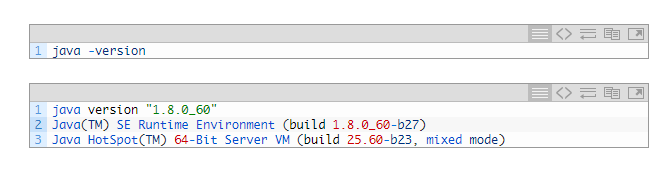 1 java -version
1 java version "1.8.0_60"
2 Java(TM) SE Runtime Environment (build 1.8.0_60-b27)
3 Java HotSpot(TM) 64-Bit Server VM (build 25.60-b23, mixed mode)